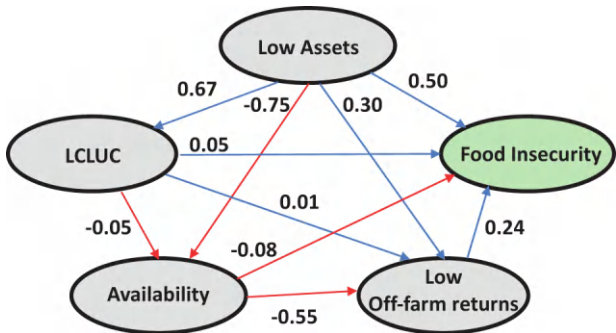 Low Assets
0.67
-0.75
0.30
0.50
LCLUC
0.05
Food Insecurity
-0.05
0.01
-0.08
0.24
Availability
-0.55
Low
Off-farm returns